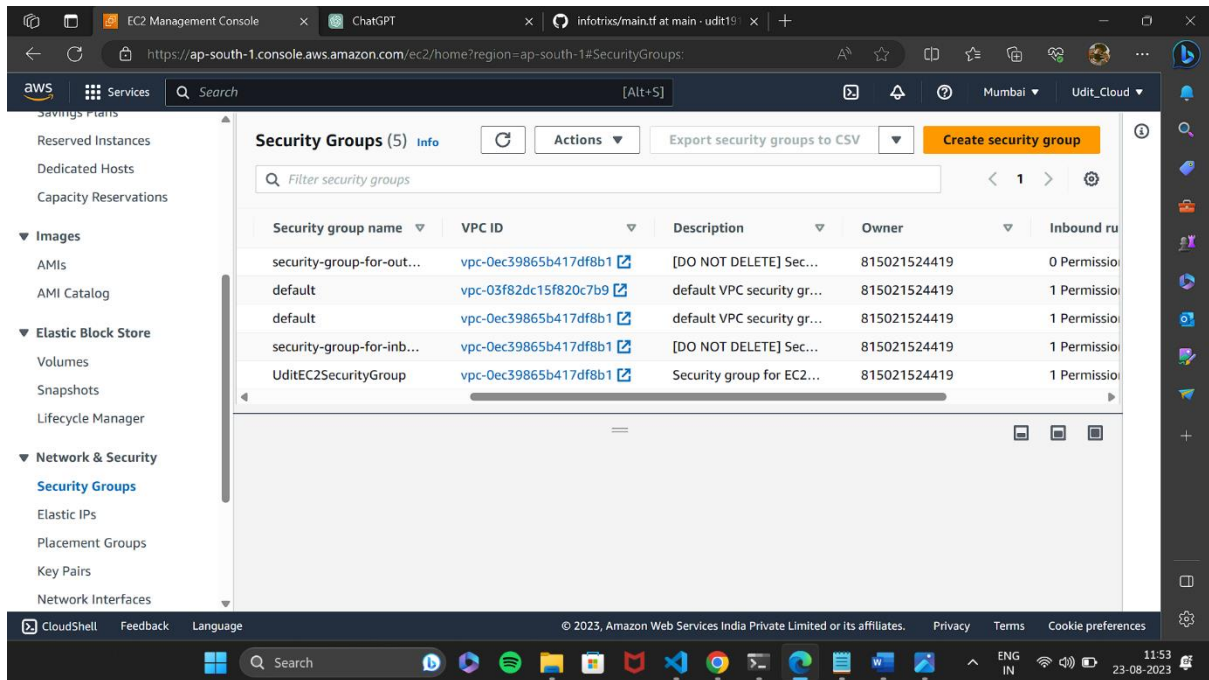 EC2 Management Console
ChatGPT
infotrixs/main.tf at main · udit19
https://ap-south-1.console.aws.amazon.com/ec2/home?region=ap-south-1#SecurityGroups:
aws
Services
Search
[Alt+S]
Mumbai
Udit_Cloud
Savings Plans
Reserved Instances
Dedicated Hosts
Capacity Reservations
Images
AMIs
AMI Catalog
Elastic Block Store
Volumes
Snapshots
Lifecycle Manager
Network & Security
Security Groups
Elastic IPs
Placement Groups
Key Pairs
Network Interfaces
Security Groups (5) Info
Actions
Export security groups to CSV
Create security group
Filter security groups
1
Security group name VPC ID Description Owner Inbound ru
security-group-for-out... vpc-0ec39865b417df8b1 [DO NOT DELETE] Sec... 815021524419 0 Permissio
default vpc-03f82dc15f820c7b9 default VPC security gr... 815021524419 1 Permissio
default vpc-0ec39865b417df8b1 default VPC security gr... 815021524419 1 Permissio
security-group-for-inb... vpc-0ec39865b417df8b1 [DO NOT DELETE] Sec... 815021524419 1 Permissio
UditEC2SecurityGroup vpc-0ec39865b417df8b1 Security group for EC2... 815021524419 1 Permissio
CloudShell Feedback Language © 2023, Amazon Web Services India Private Limited or its affiliates. Privacy Terms Cookie preferences
Search
ENG
IN
11:53
23-08-2023